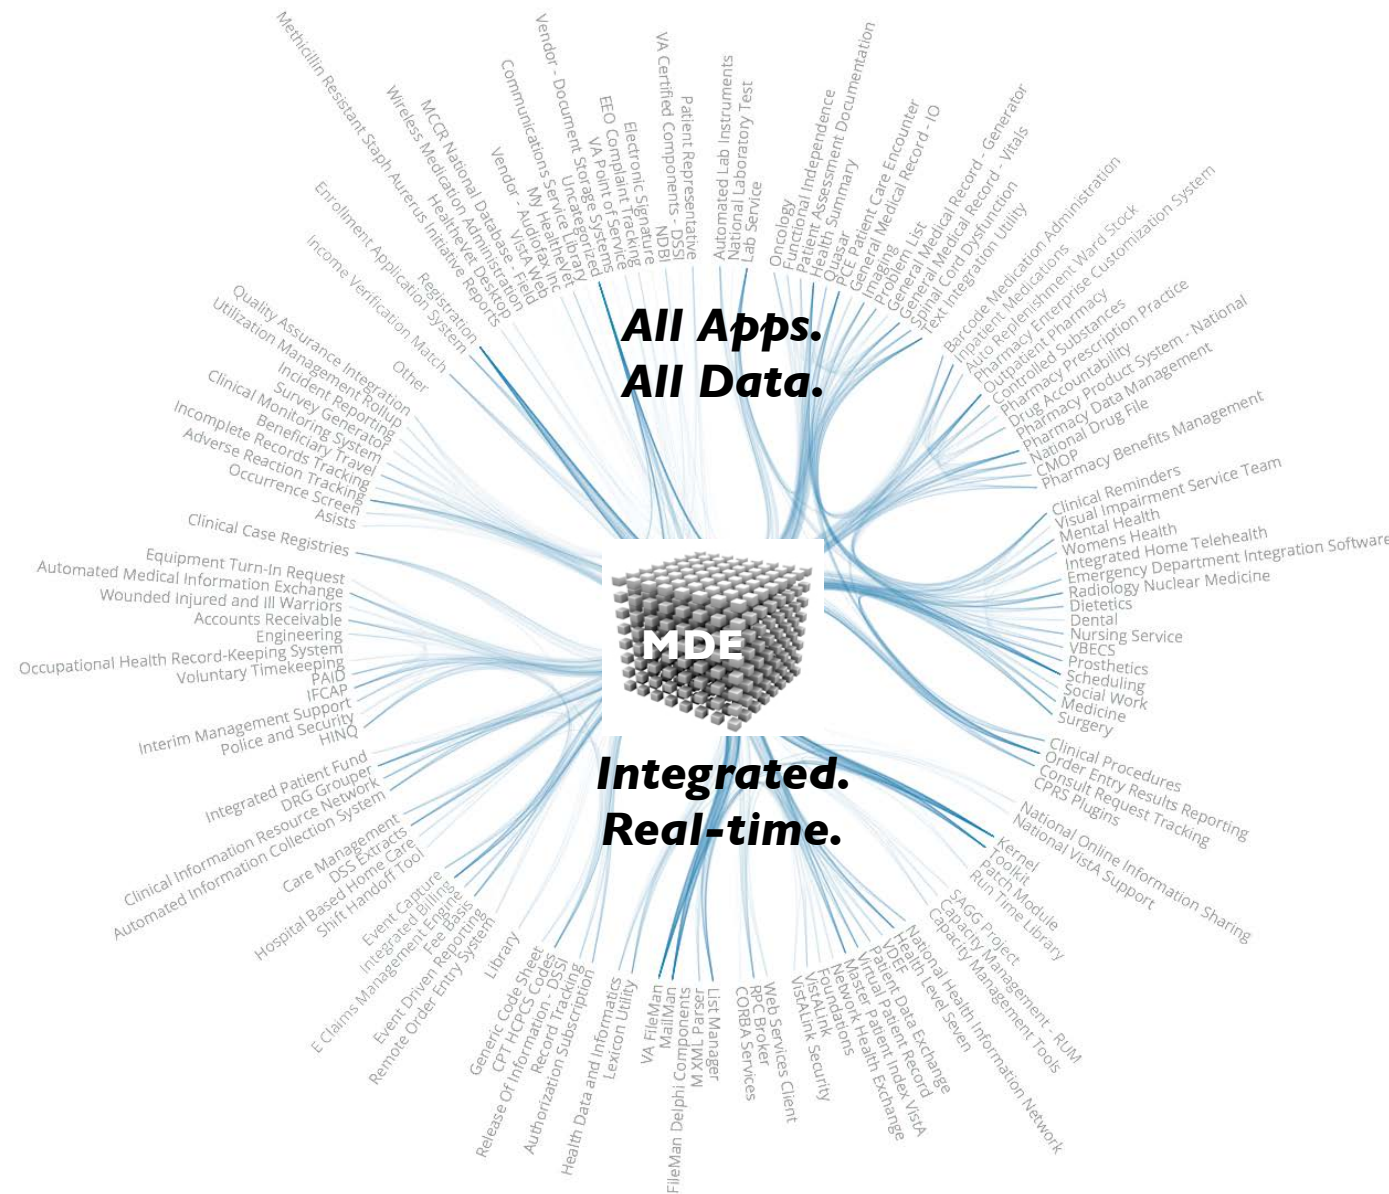 All Apps.
All Data.
MDE
Integrated.
Real-time.
Patient Representative
Automated Lab Instruments
National Laboratory Test
Lab Service
Oncology
Functional Independence
Patient Assessment Documentation
Health Summary
Quasar
PCE Patient Care Encounter
General Medical Record - IO
Imaging
Problem List
General Medical Record - Generator
General Medical Record - Vitals
Spinal Cord Dysfunction
Text Integration Utility
Barcode Medication Administration
Inpatient Medications
Auto Replenishment Ward Stock
Pharmacy Enterprise Customization System
Outpatient Pharmacy
Controlled Substances
Pharmacy Prescription Practice
Drug Accountability
Pharmacy Product System - National
Pharmacy Data Management
National Drug File
CMOP
Pharmacy Benefits Management
Clinical Reminders
Visual Impairment Service Team
Mental Health
Womens Health
Integrated Home Telehealth
Emergency Department Integration Software
Radiology Nuclear Medicine
Dietetics
Dental
Nursing Service
VBECS
Prosthetics
Scheduling
Social Work
Medicine
Surgery
Clinical Procedures
Order Entry Results Reporting
Consult Request Tracking
CPRS Plugins
National Online Information Sharing
National VistA Support
Kernel
Toolkit
Patch Module
Run Time Library
SAGG Project
Capacity Management - RUM
Capacity Management Tools
National Health Information Network
Health Level Seven
VDEF
Patient Data Exchange
Virtual Patient Record
Master Patient Index VistA
Network Health Exchange
Foundations
VistALink
VistALink Security
Web Services Client
RPC Broker
CORBA Services
List Manager
M XML Parser
FileMan Delphi Components
MailMan
VA FileMan
Lexicon Utility
Health Data and Informatics
Authorization Subscription
Record Tracking
Release Of Information - DSSI
CPT HCPCS Codes
Generic Code Sheet
Library
Remote Order Entry System
Event Driven Reporting
Fee Basis
E Claims Management Engine
Integrated Billing
Event Capture
Shift Handoff Tool
Hospital Based Home Care
DSS Extracts
Care Management
Automated Information Collection System
Clinical Information Resource Network
DRG Grouper
Integrated Patient Fund
HINQ
Police and Security
Interim Management Support
IFCAP
PAID
Voluntary Timekeeping
Occupational Health Record-Keeping System
Engineering
Accounts Receivable
Wounded Injured and Ill Warriors
Automated Medical Information Exchange
Equipment Turn-In Request
Clinical Case Registries
Asists
Occurrence Screen
Adverse Reaction Tracking
Incomplete Records Tracking
Beneficiary Travel
Clinical Monitoring System
Survey Generator
Incident Reporting
Utilization Management Rollup
Quality Assurance Integration
Other
Income Verification Match
Enrollment Application System
Registration
Methicillin Resistant Staph Aurerus Initiative Reports
HealtheVet Desktop
Wireless Medication Administration
MCCR National Database - Field
VistA Web
Vendor - Audiofax Inc
My HealtheVet
Communications Service Library
Uncategorized
Vendor - Document Storage Systems
VA Point of Service
EEO Complaint Tracking
Electronic Signature
NDBI
VA Certified Components - DSSI